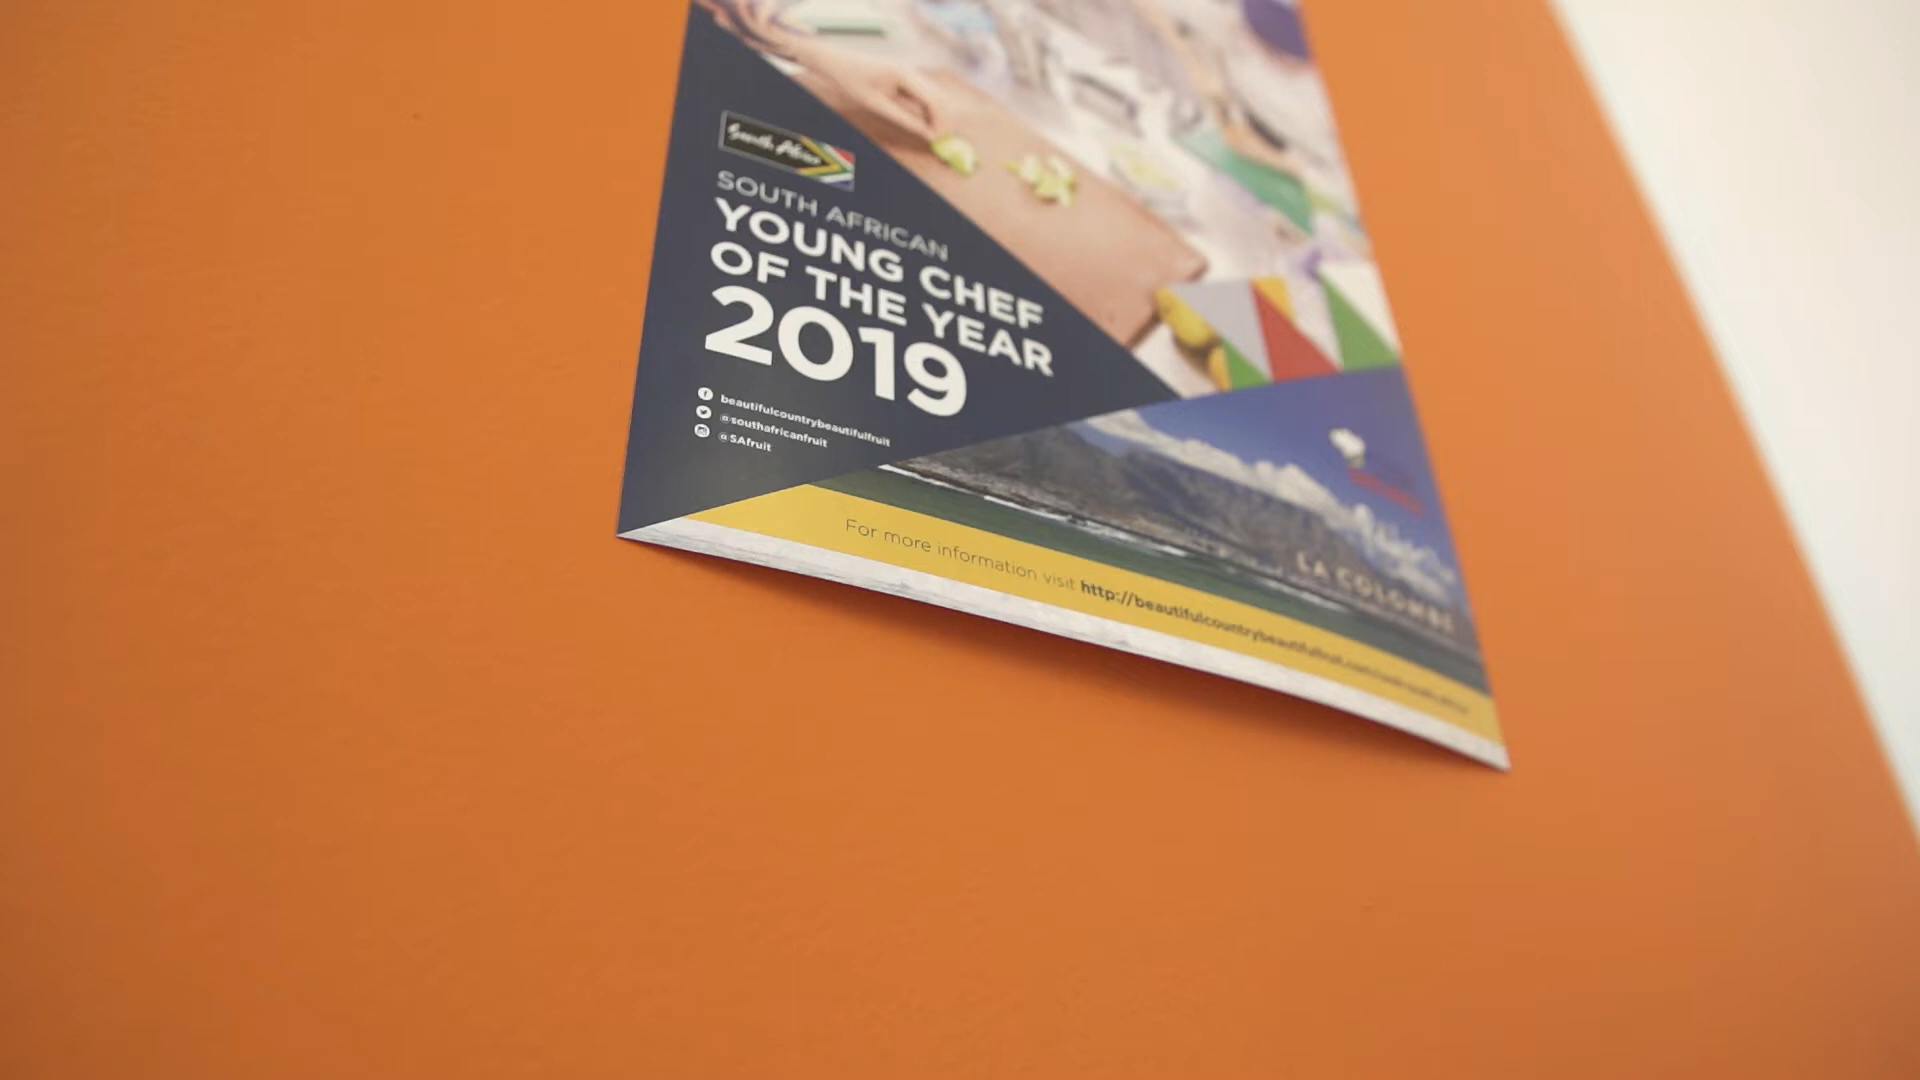 South Africa
SOUTH AFRICAN
YOUNG CHEF
OF THE YEAR
2019
beautifulcountrybeautifulfruit
@southafricanfruit
@SAfruit
LA COLOMBE
For more information visit http://beautifulcountrybeautifulfruit.com